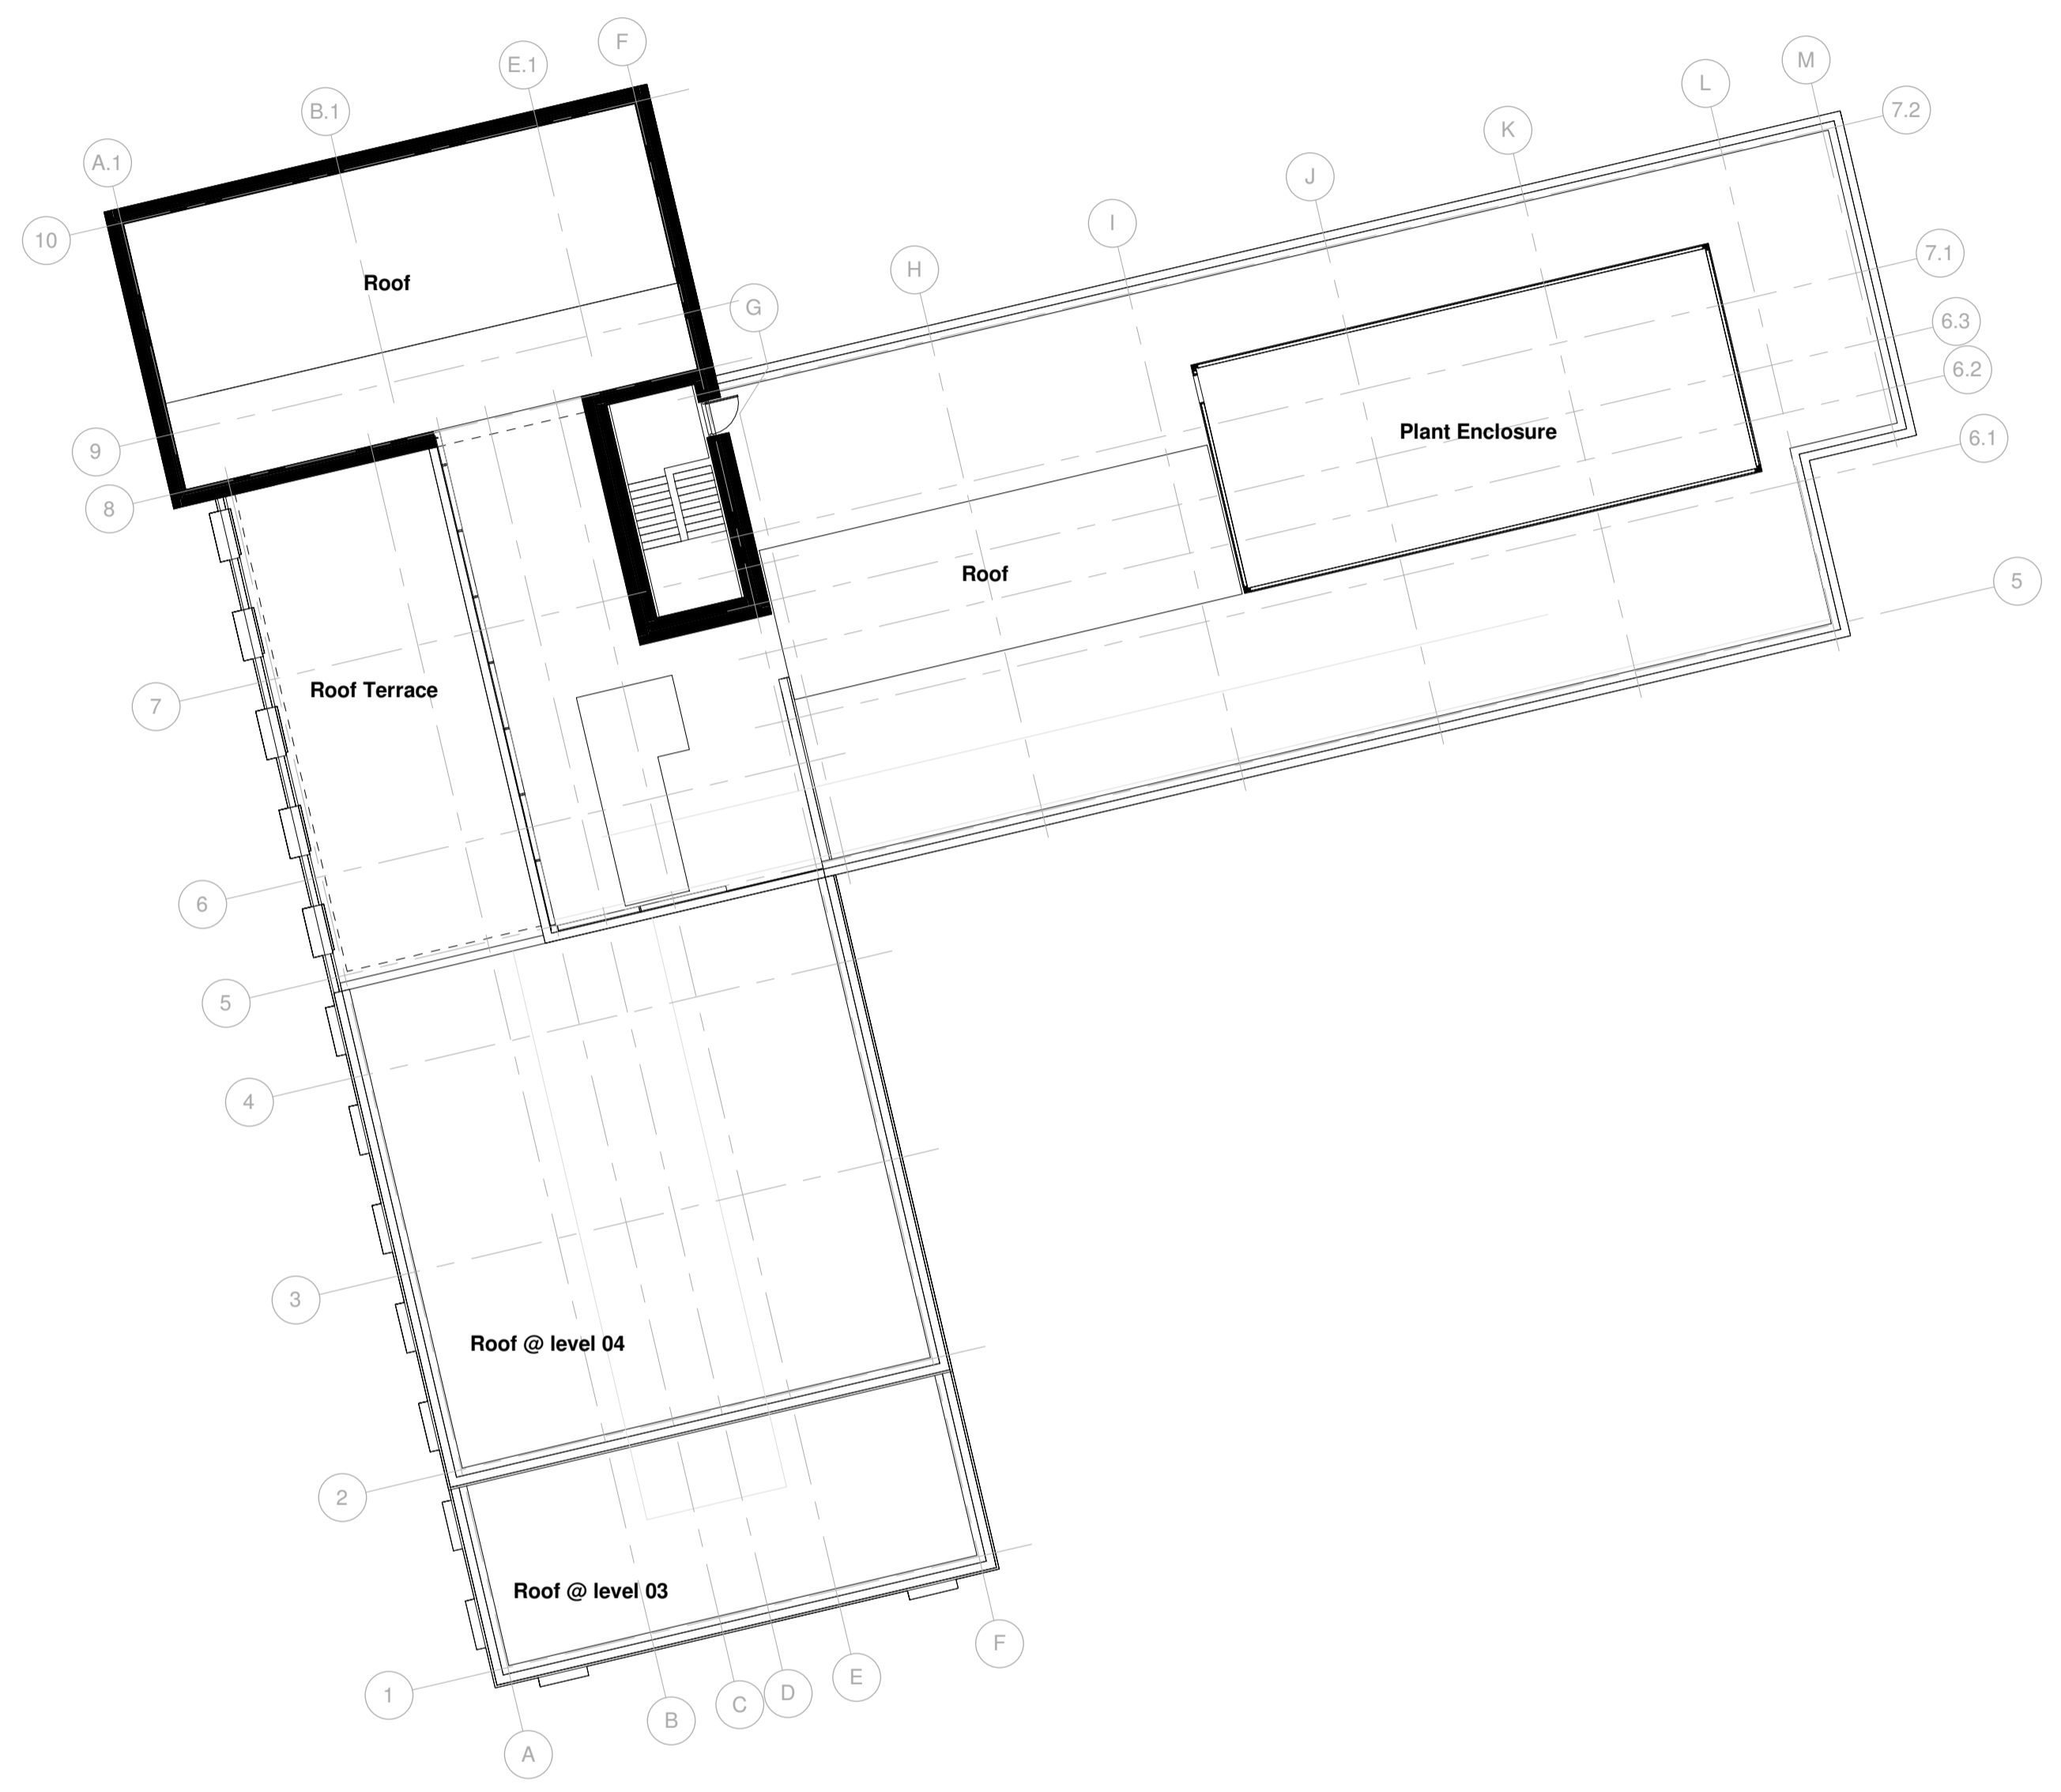 F
E.1
M
L
B.1
7.2
K
A.1
J
I
10
7.1
H
Roof
G
6.3
6.2
Plant Enclosure
6.1
9
8
Roof
5
Roof Terrace
7
6
5
4
3
Roof @ level 04
2
Roof @ level 03
F
E
D
1
C
B
A